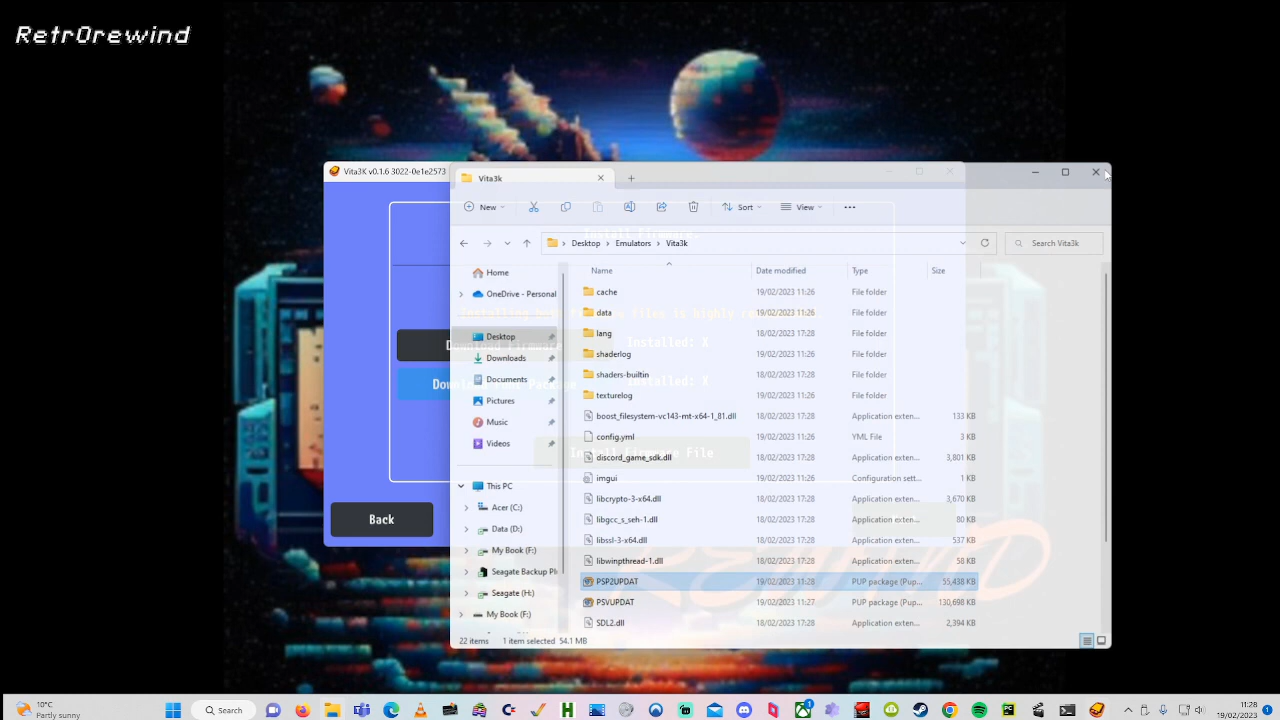 RetrOrewind
Vita3K v0.1.6 3022-0e1e2573
Vita3k
New
Sort
View
Install Firmware
Desktop
Emulators
Vita3k
Search Vita3k
Name
Date modified
Type
Size
Home
OneDrive - Personal
Desktop
Downloads
Documents
Pictures
Music
Videos
This PC
Acer (C:)
Data (D:)
My Book (F:)
Seagate Backup Pl
Seagate (H:)
My Book (F:)
cache 19/02/2023 11:26 File folder
data 19/02/2023 11:26 File folder
lang 18/02/2023 17:28 File folder
shaderlog 19/02/2023 11:26 File folder
shaders-builtin 18/02/2023 17:28 File folder
texturelog 19/02/2023 11:26 File folder
boost_filesystem-vc143-mt-x64-1_81.dll 18/02/2023 17:28 Application exten... 133 KB
config.yml 19/02/2023 11:26 YML File 3 KB
discord_game_sdk.dll 18/02/2023 17:28 Application exten... 3,801 KB
imgui 19/02/2023 11:26 Configuration sett... 1 KB
libcrypto-3-x64.dll 18/02/2023 17:28 Application exten... 3,670 KB
libgcc_s_seh-1.dll 18/02/2023 17:28 Application exten... 80 KB
libssl-3-x64.dll 18/02/2023 17:28 Application exten... 537 KB
libwinpthread-1.dll 18/02/2023 17:28 Application exten... 58 KB
PSP2UPDAT 19/02/2023 11:28 PUP package (Pup... 55,438 KB
PSVUPDAT 19/02/2023 11:27 PUP package (Pup... 130,698 KB
SDL2.dll 18/02/2023 17:28 Application exten... 2,394 KB
Download Firmware
Installed: X
Installed: X
File
Back
22 items 1 item selected 54.1 MB
10°C
Partly sunny
Search
11:28
19/02/2023